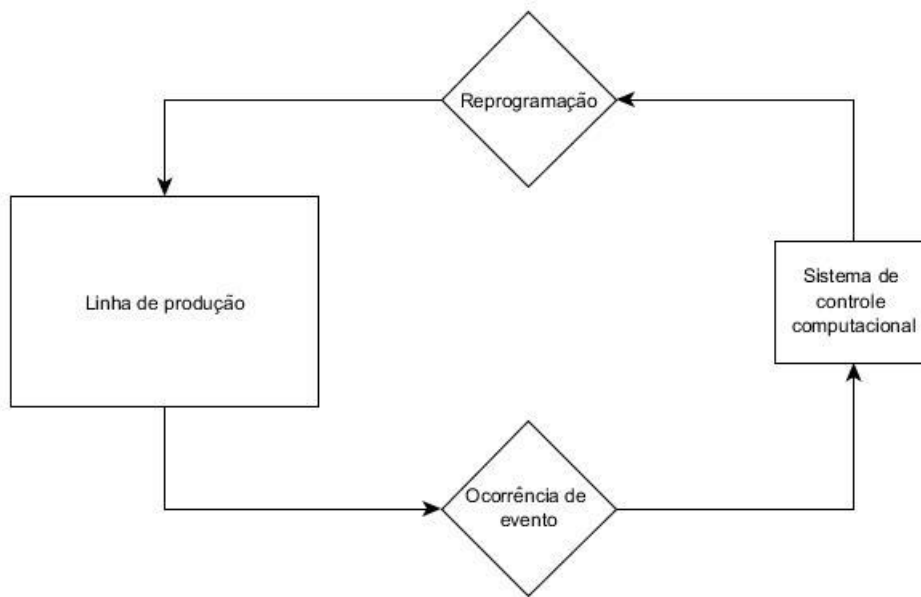 Reprogramação
Linha de produção
Sistema de
controle
computacional
Ocorrência de
evento